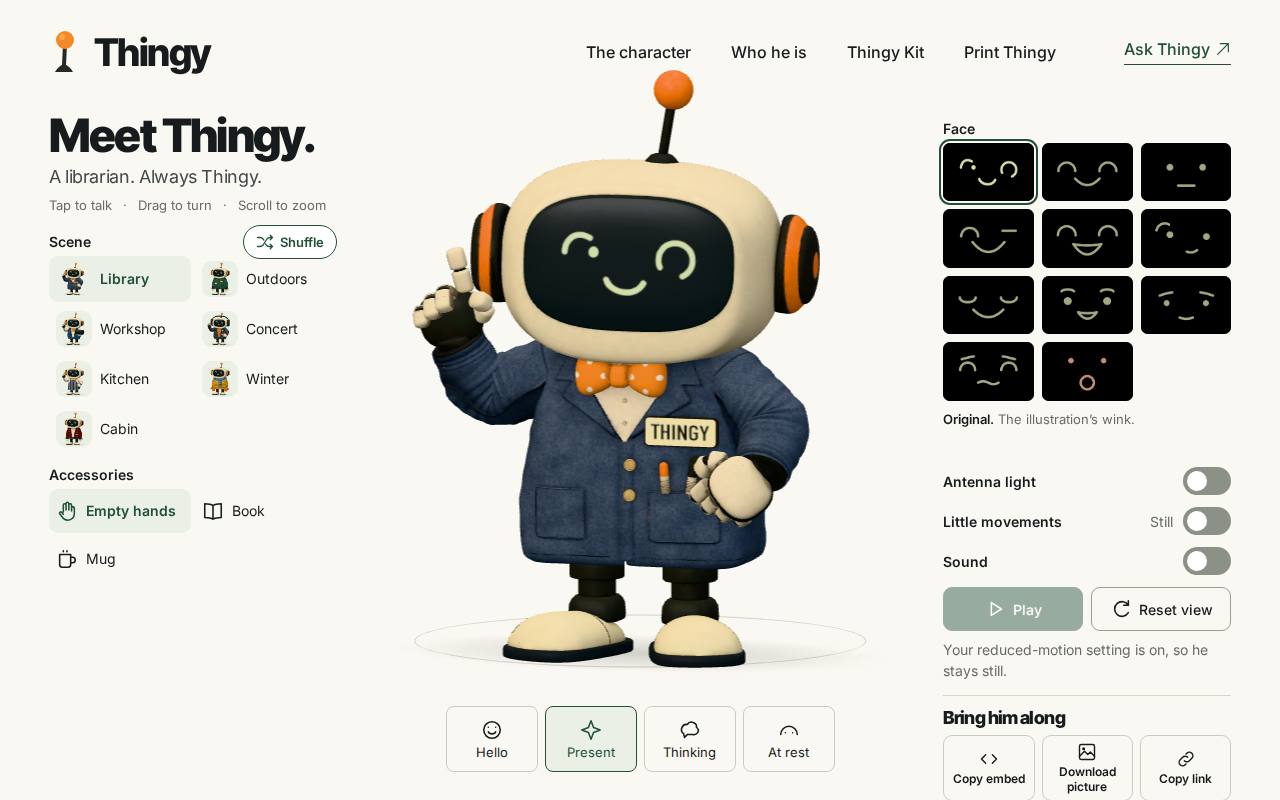 Thingy
The character
Who he is
Thingy Kit
Print Thingy
Ask Thingy
Meet Thingy.
A librarian. Always Thingy.
Tap to talk · Drag to turn · Scroll to zoom
Scene
Shuffle
Library
Outdoors
Workshop
Concert
Kitchen
Winter
Cabin
Accessories
Empty hands
Book
Mug
THINGY
Hello
Present
Thinking
At rest
Face
Original. The illustration’s wink.
Antenna light
Little movements
Still
Sound
Play
Reset view
Your reduced-motion setting is on, so he
stays still.
Bring him along
Copy embed
Download
picture
Copy link